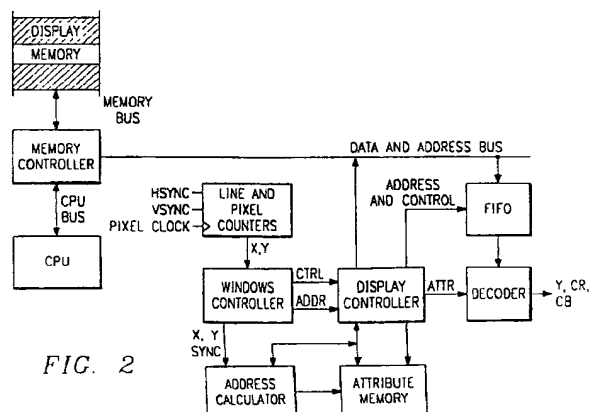 DISPLAY
MEMORY
MEMORY
BUS
MEMORY
CONTROLLER
DATA AND ADDRESS BUS
CPU
BUS
HSYNC
VSYNC
PIXEL CLOCK
LINE AND
PIXEL
COUNTERS
ADDRESS
AND CONTROL
FIFO
CPU
X,Y
WINDOWS
CONTROLLER
CTRL
ADDR
DISPLAY
CONTROLLER
ATTR
DECODER
Y, CR,
CB
X, Y
SYNC
FIG. 2
ADDRESS
CALCULATOR
ATTRIBUTE
MEMORY